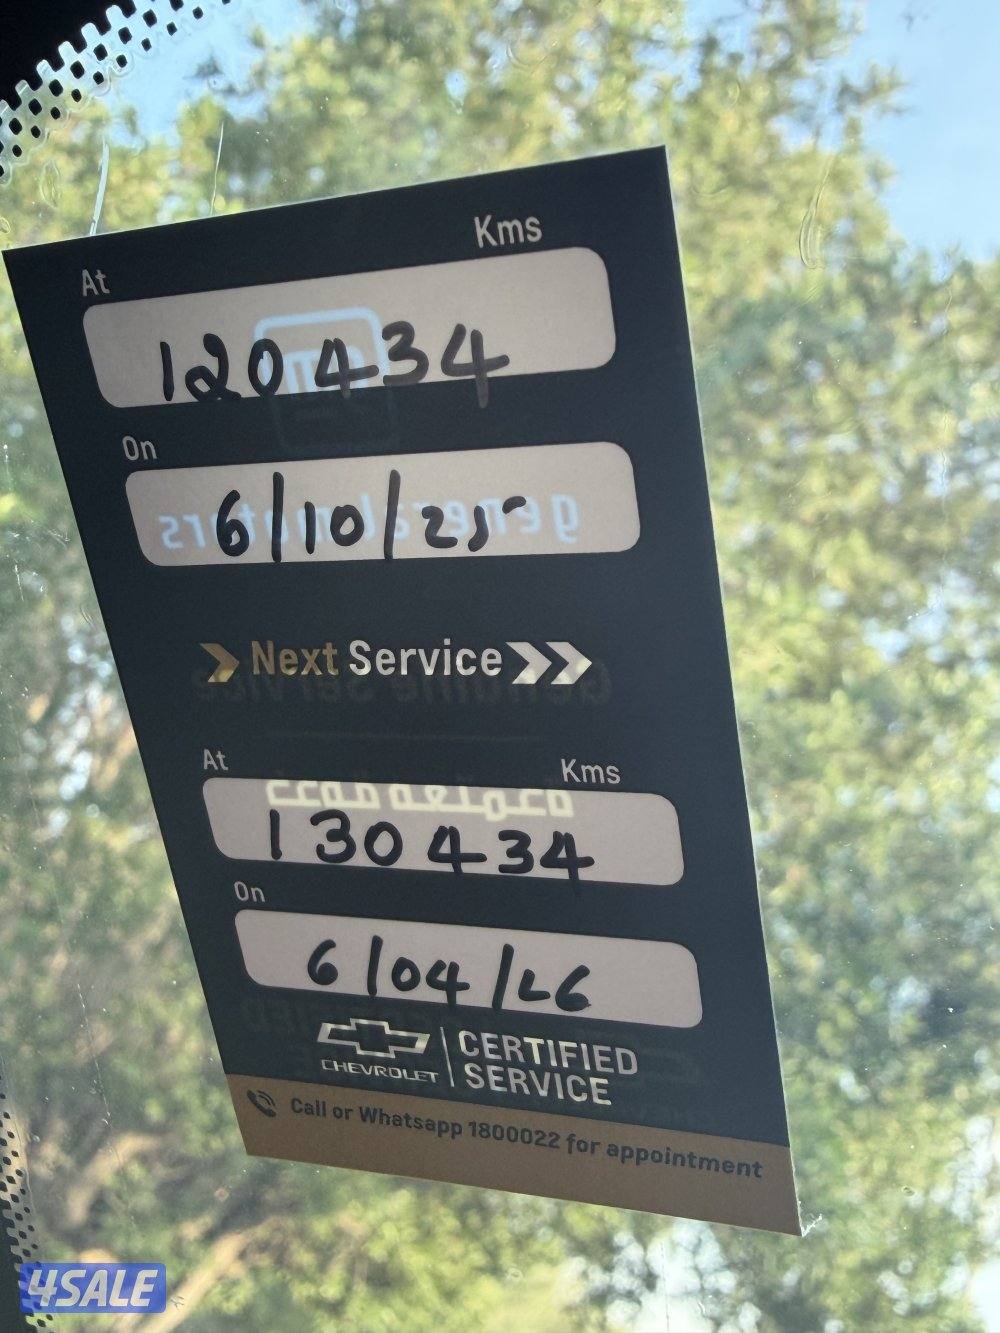 Kms
At
120434
On
6/10/25
Next Service
At
Kms
130434
On
6/04/26
CHEVROLET
CERTIFIED
SERVICE
Call or Whatsapp 1800022 for appointment
4SALE